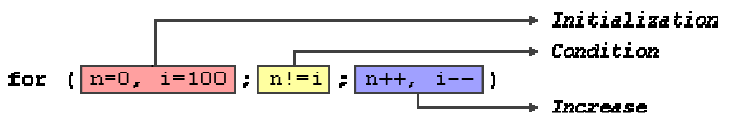 Initialization
Condition
for ( n=0, i=100 ; n!=i ; n++, i-- )
Increase